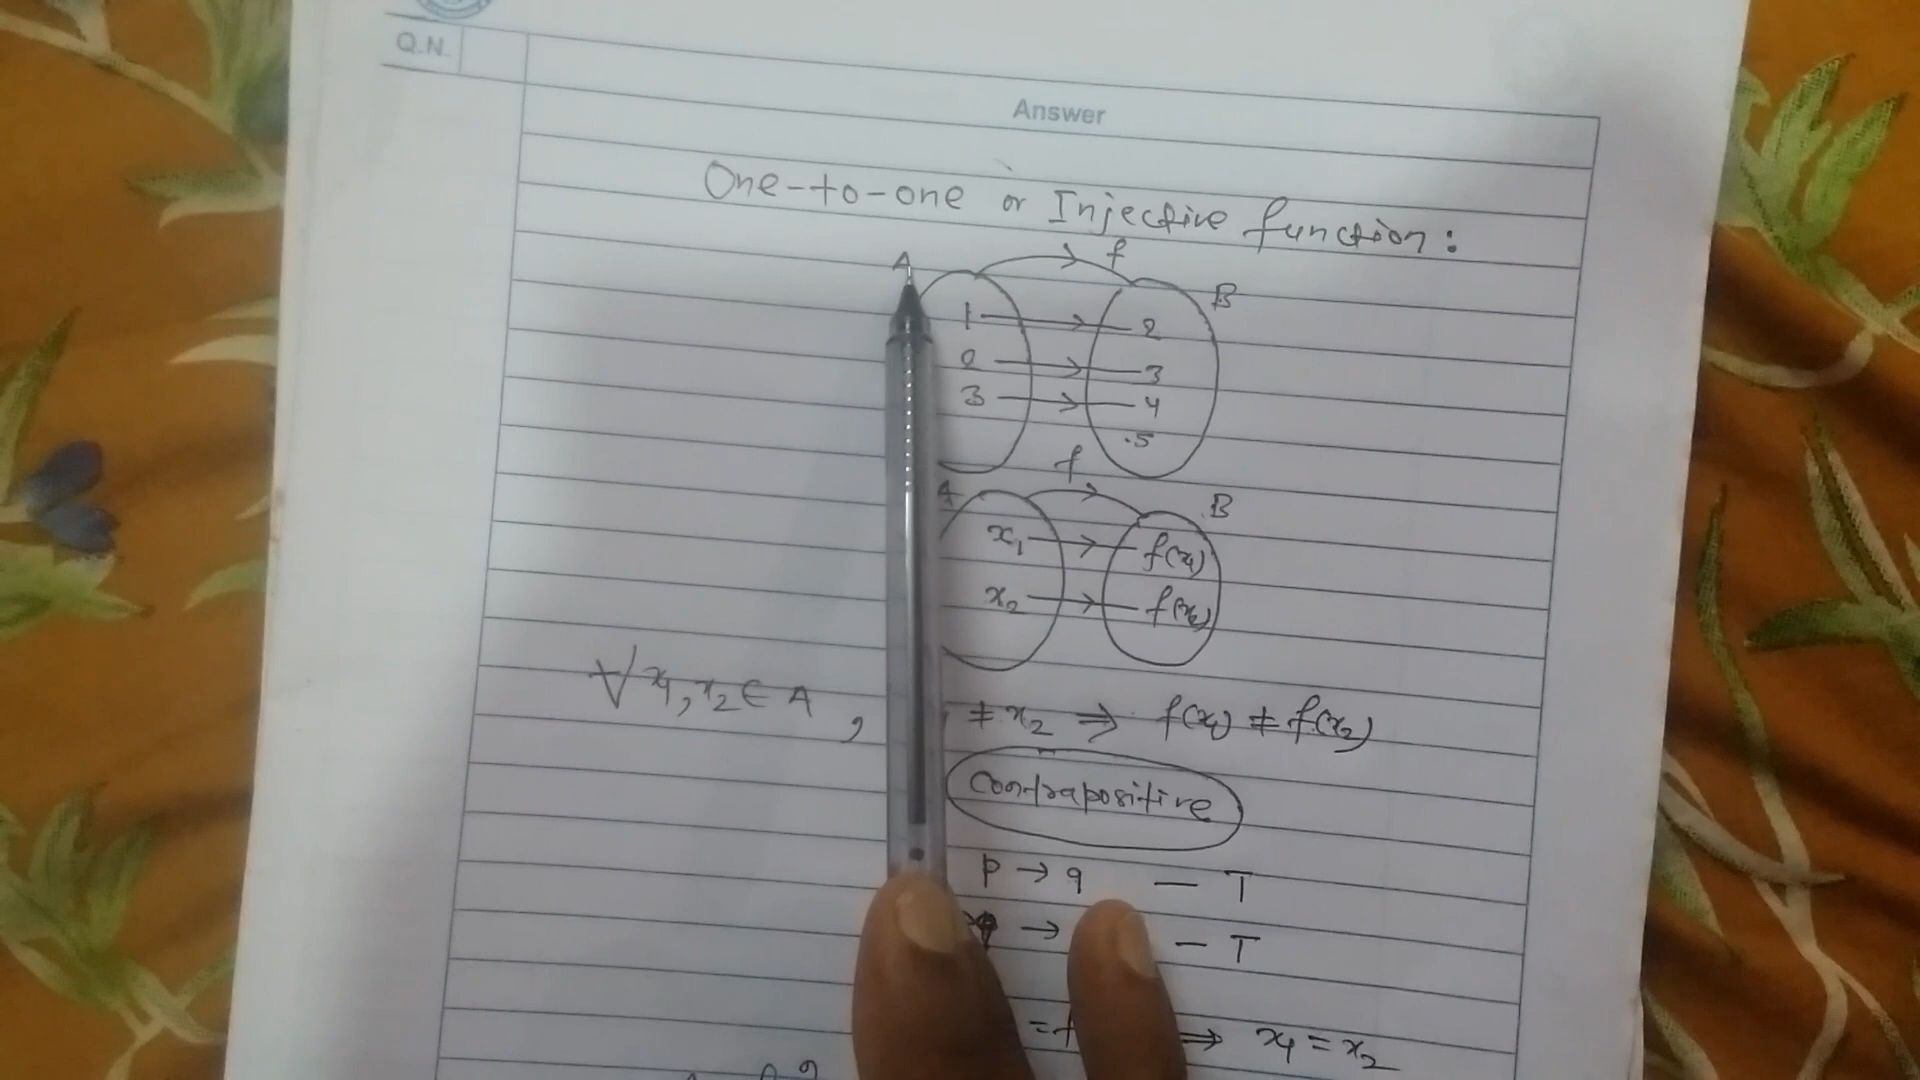 Q.N.
Answer
One-to-one or Injective function:
A f B
1 → 2
2 → 3
3 → 4
.5
A f B
x₁ → f(x₁)
x₂ → f(x₂)
∀ x₁, x₂ ∈ A, ≠ x₂ ⇒ f(x₁) ≠ f(x₂)
Contrapositive
p → q — T
→ — T
= f ⇒ x₁ = x₂